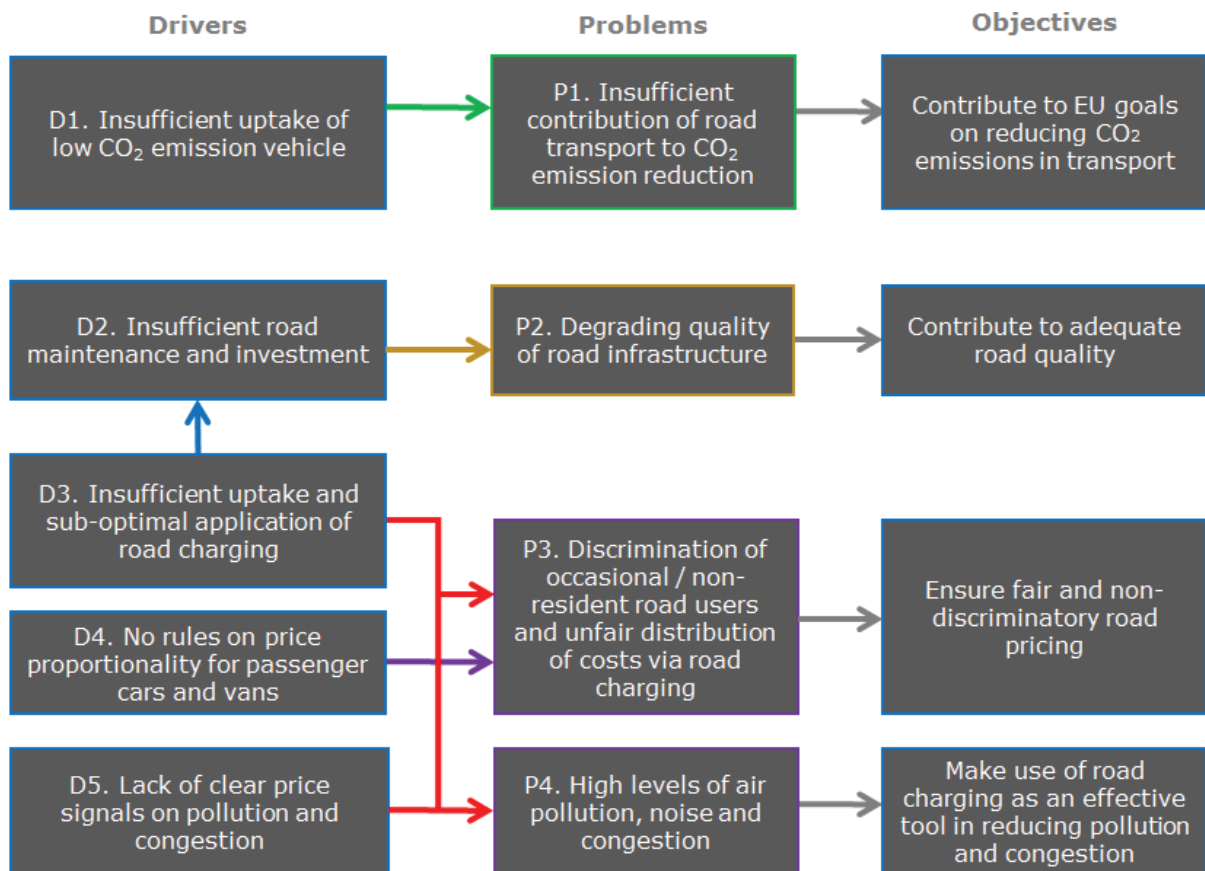 Drivers
Problems
Objectives
D1. Insufficient uptake of
low CO₂ emission vehicle
P1. Insufficient
contribution of road
transport to CO₂
emission reduction
Contribute to EU goals
on reducing CO₂
emissions in transport
D2. Insufficient road
maintenance and investment
P2. Degrading quality
of road infrastructure
Contribute to adequate
road quality
D3. Insufficient uptake and
sub-optimal application of
road charging
P3. Discrimination of
occasional / non-
resident road users
and unfair distribution
of costs via road
charging
Ensure fair and non-
discriminatory road
pricing
D4. No rules on price
proportionality for passenger
cars and vans
D5. Lack of clear price
signals on pollution and
congestion
P4. High levels of air
pollution, noise and
congestion
Make use of road
charging as an effective
tool in reducing pollution
and congestion